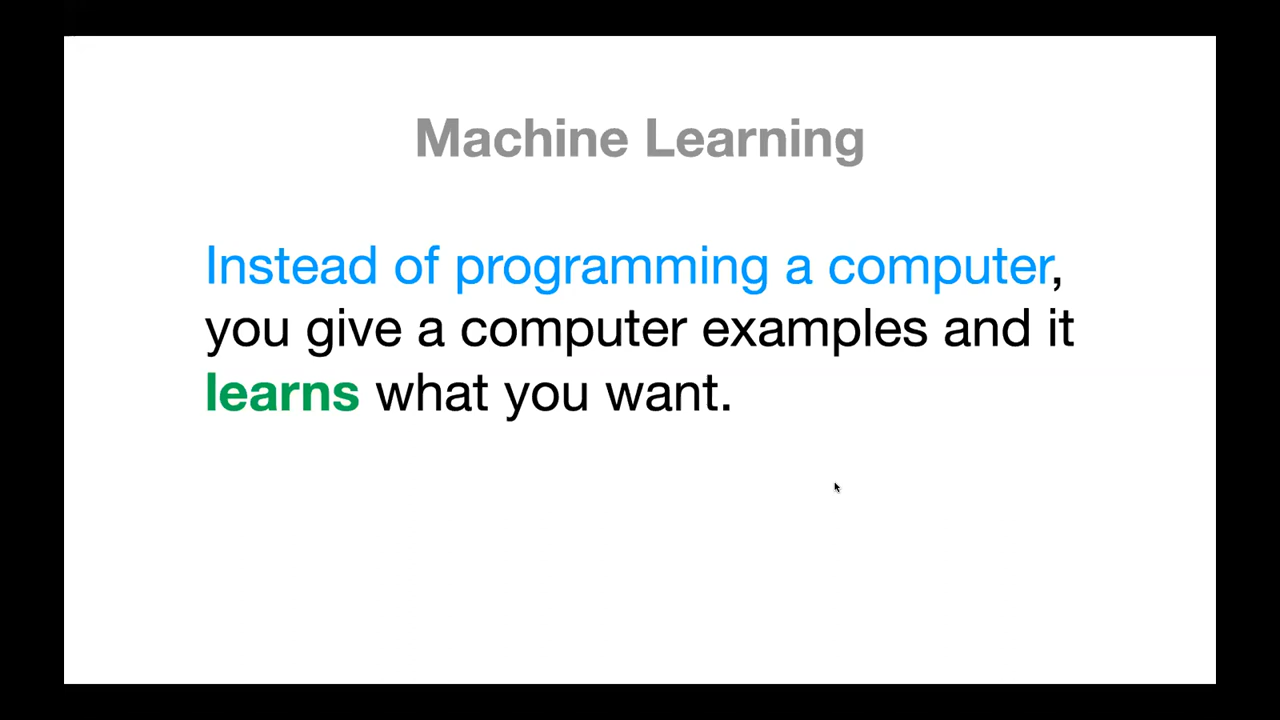 Machine Learning
Instead of programming a computer,
you give a computer examples and it
learns what you want.